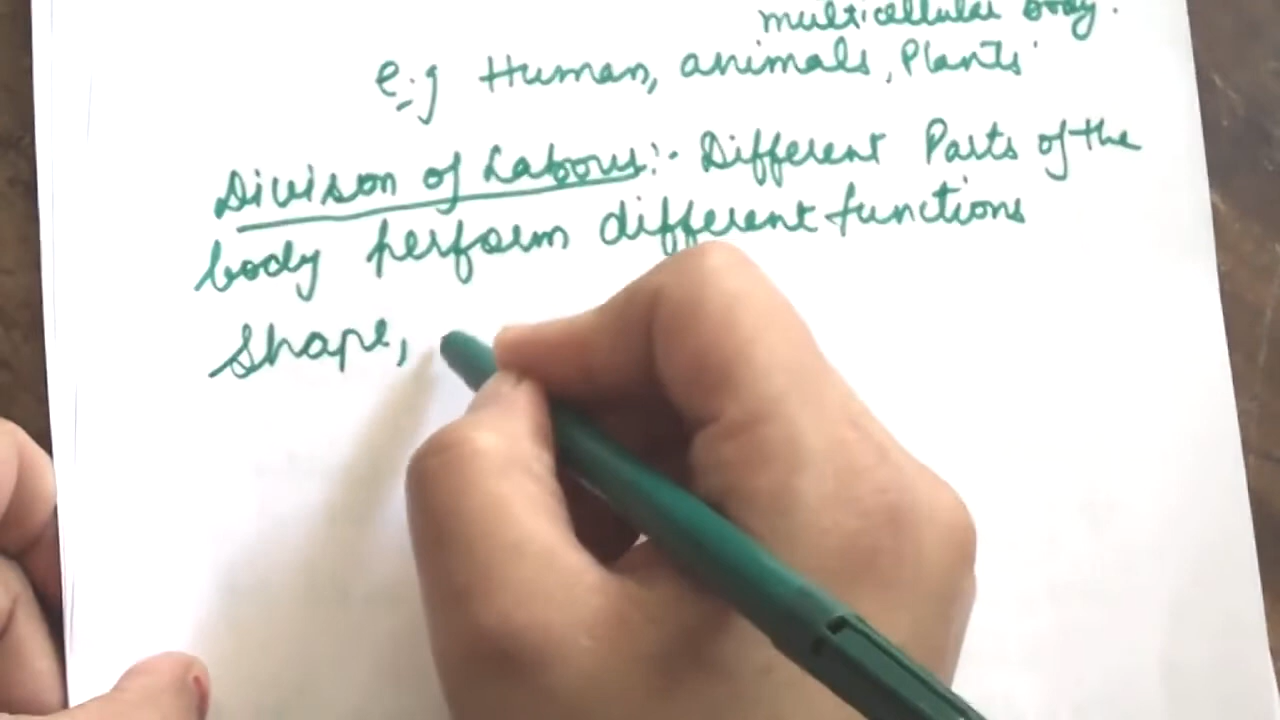 multicellular body.
e.g Human, animals, Plants
Divison of Labour:- Different Parts of the
body perform different functions
Shape,